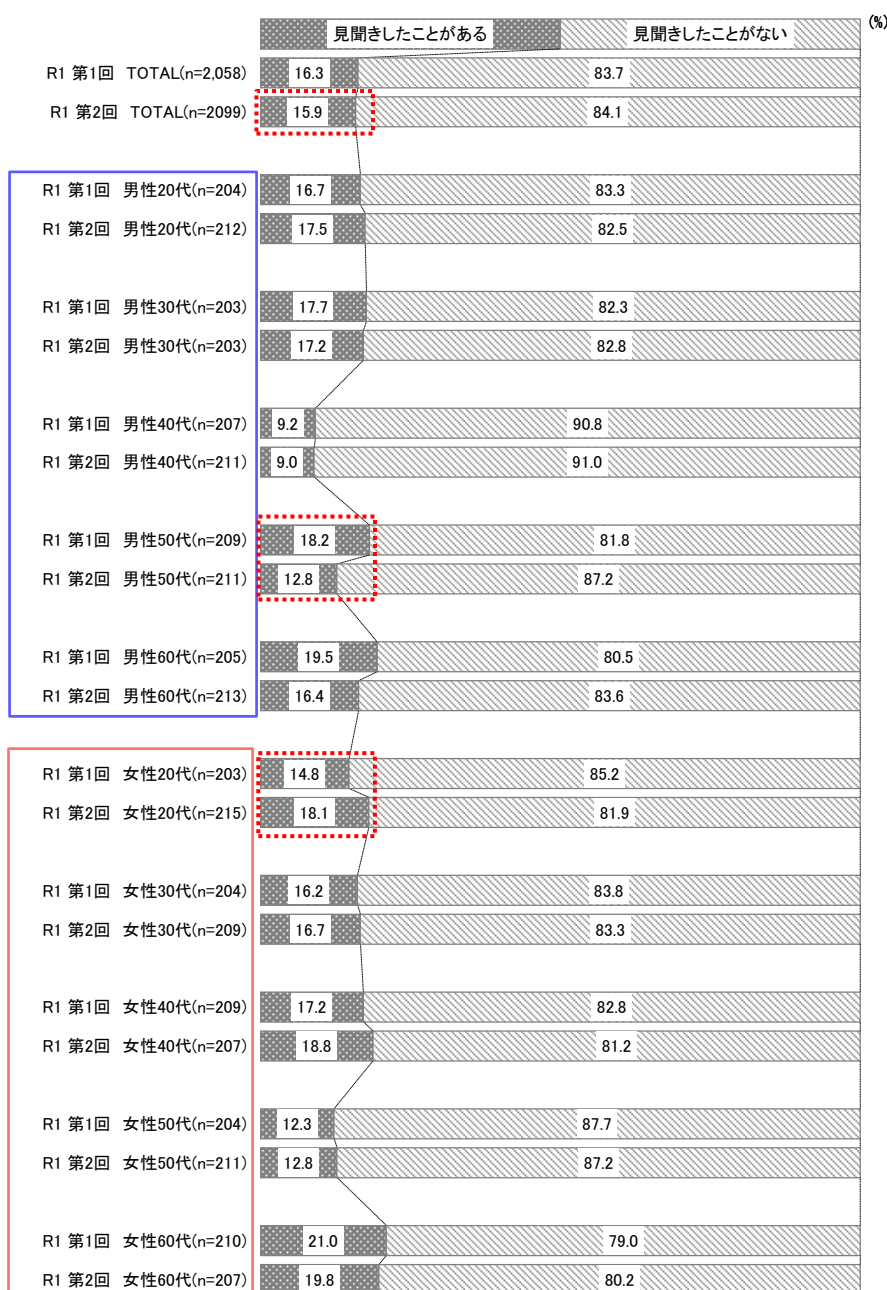 (%)
見聞きしたことがある 見聞きしたことがない
R1 第1回 TOTAL(n=2,058) 16.3 83.7
R1 第2回 TOTAL(n=2099) 15.9 84.1
R1 第1回 男性20代(n=204) 16.7 83.3
R1 第2回 男性20代(n=212) 17.5 82.5
R1 第1回 男性30代(n=203) 17.7 82.3
R1 第2回 男性30代(n=203) 17.2 82.8
R1 第1回 男性40代(n=207) 9.2 90.8
R1 第2回 男性40代(n=211) 9.0 91.0
R1 第1回 男性50代(n=209) 18.2 81.8
R1 第2回 男性50代(n=211) 12.8 87.2
R1 第1回 男性60代(n=205) 19.5 80.5
R1 第2回 男性60代(n=213) 16.4 83.6
R1 第1回 女性20代(n=203) 14.8 85.2
R1 第2回 女性20代(n=215) 18.1 81.9
R1 第1回 女性30代(n=204) 16.2 83.8
R1 第2回 女性30代(n=209) 16.7 83.3
R1 第1回 女性40代(n=209) 17.2 82.8
R1 第2回 女性40代(n=207) 18.8 81.2
R1 第1回 女性50代(n=204) 12.3 87.7
R1 第2回 女性50代(n=211) 12.8 87.2
R1 第1回 女性60代(n=210) 21.0 79.0
R1 第2回 女性60代(n=207) 19.8 80.2